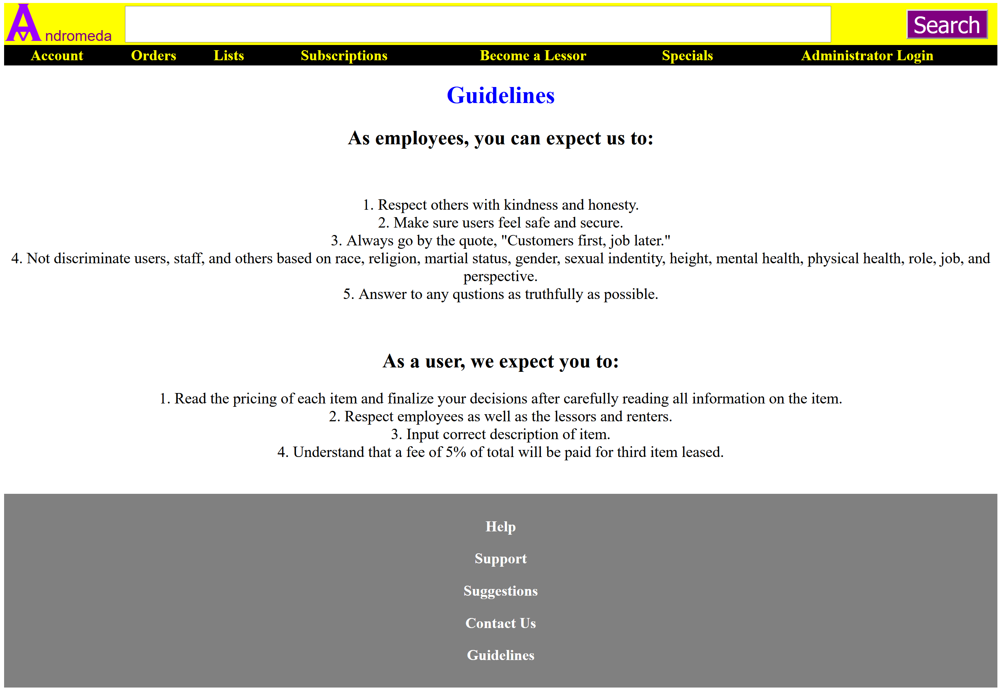 Andromeda
Search
Account Orders Lists Subscriptions Become a Lessor Specials Administrator Login
Guidelines
As employees, you can expect us to:
1. Respect others with kindness and honesty.
2. Make sure users feel safe and secure.
3. Always go by the quote, "Customers first, job later."
4. Not discriminate users, staff, and others based on race, religion, martial status, gender, sexual indentity, height, mental health, physical health, role, job, and
perspective.
5. Answer to any qustions as truthfully as possible.
As a user, we expect you to:
1. Read the pricing of each item and finalize your decisions after carefully reading all information on the item.
2. Respect employees as well as the lessors and renters.
3. Input correct description of item.
4. Understand that a fee of 5% of total will be paid for third item leased.
Help
Support
Suggestions
Contact Us
Guidelines